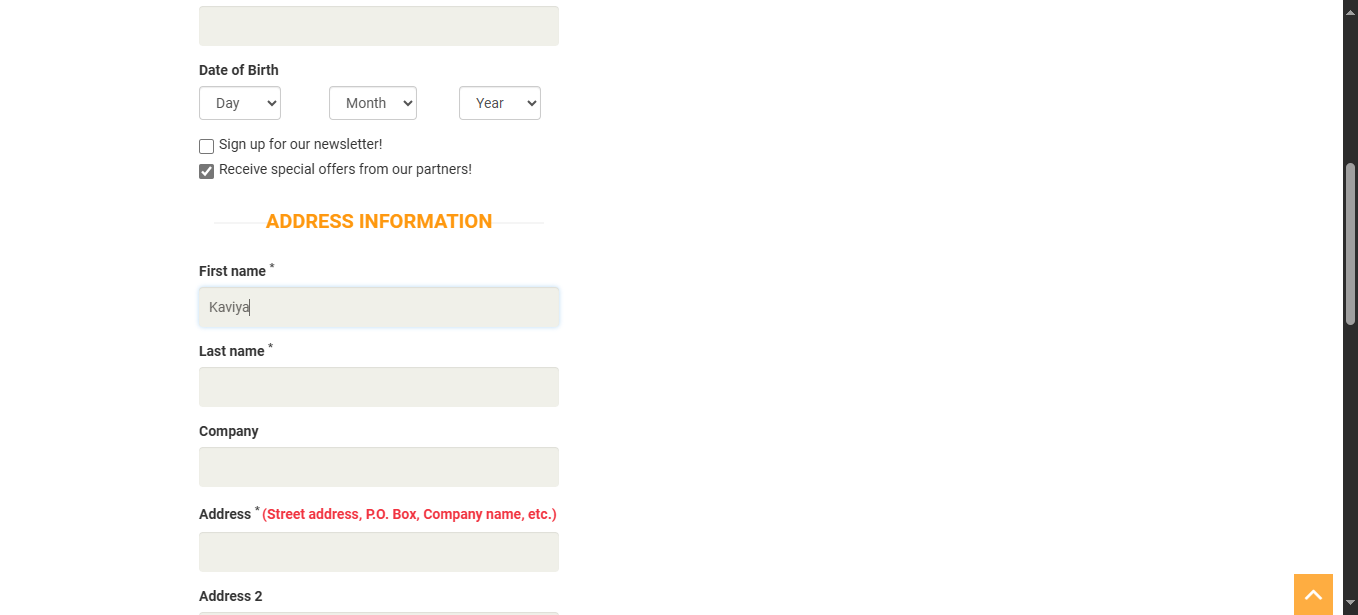 Date of Birth
Day Month Year
Sign up for our newsletter!
Receive special offers from our partners!
ADDRESS INFORMATION
First name *
Kaviya
Last name *
Company
Address * (Street address, P.O. Box, Company name, etc.)
Address 2